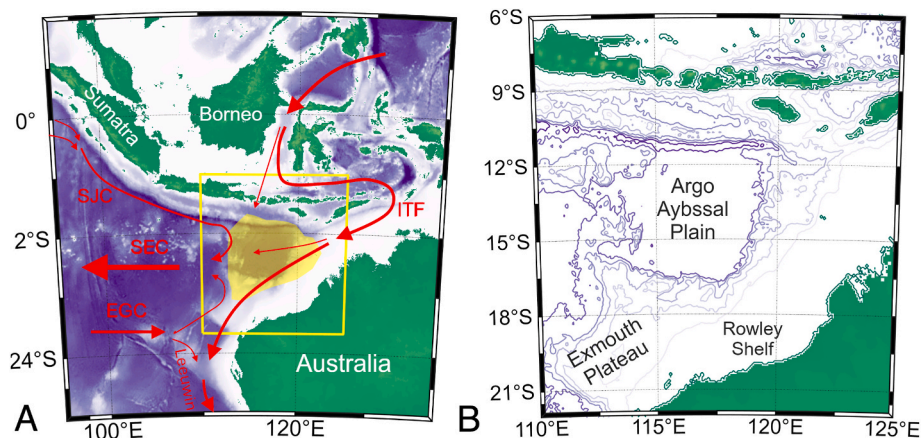 Sumatra
Borneo
0°
SJC
ITF
SEC
2°S
EGC
Leeuwin
24°S
Australia
A
100°E
120°E
6°S
9°S
12°S
15°S
18°S
21°S
Argo
Aybssal
Plain
Exmouth
Plateau
Rowley
Shelf
B
110°E
115°E
120°E
125°E